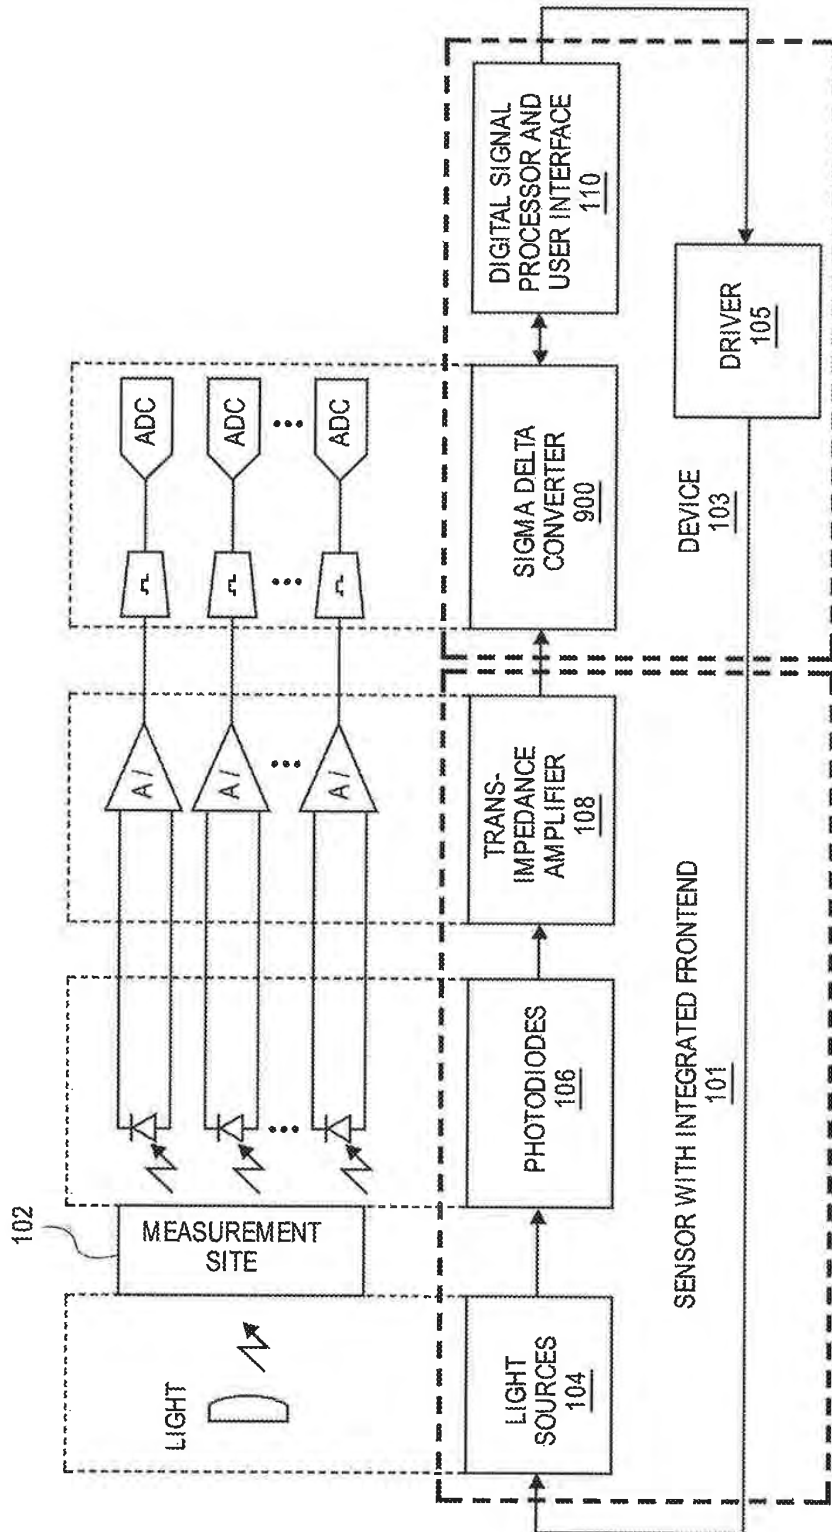 LIGHT
102
MEASUREMENT
SITE
A/
A/
A/
ADC
ADC
ADC
LIGHT
SOURCES
104
PHOTODIODES
106
TRANS-
IMPEDANCE
AMPLIFIER
108
SIGMA DELTA
CONVERTER
900
DIGITAL SIGNAL
PROCESSOR AND
USER INTERFACE
110
SENSOR WITH INTEGRATED FRONTEND
101
DEVICE
103
DRIVER
105